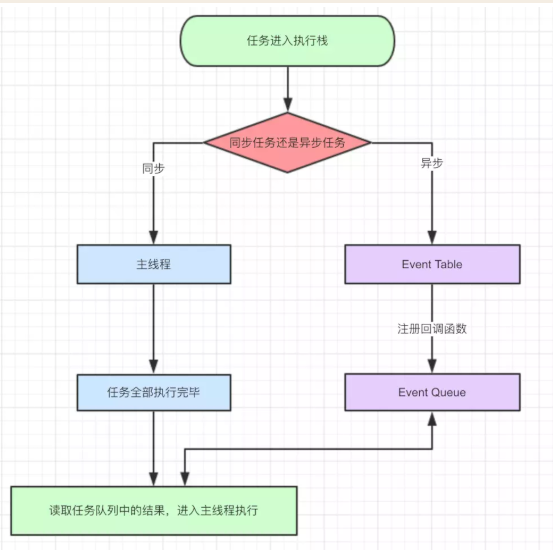 任务进入执行栈
同步任务还是异步任务
同步
异步
主线程
Event Table
注册回调函数
任务全部执行完毕
Event Queue
读取任务队列中的结果，进入主线程执行